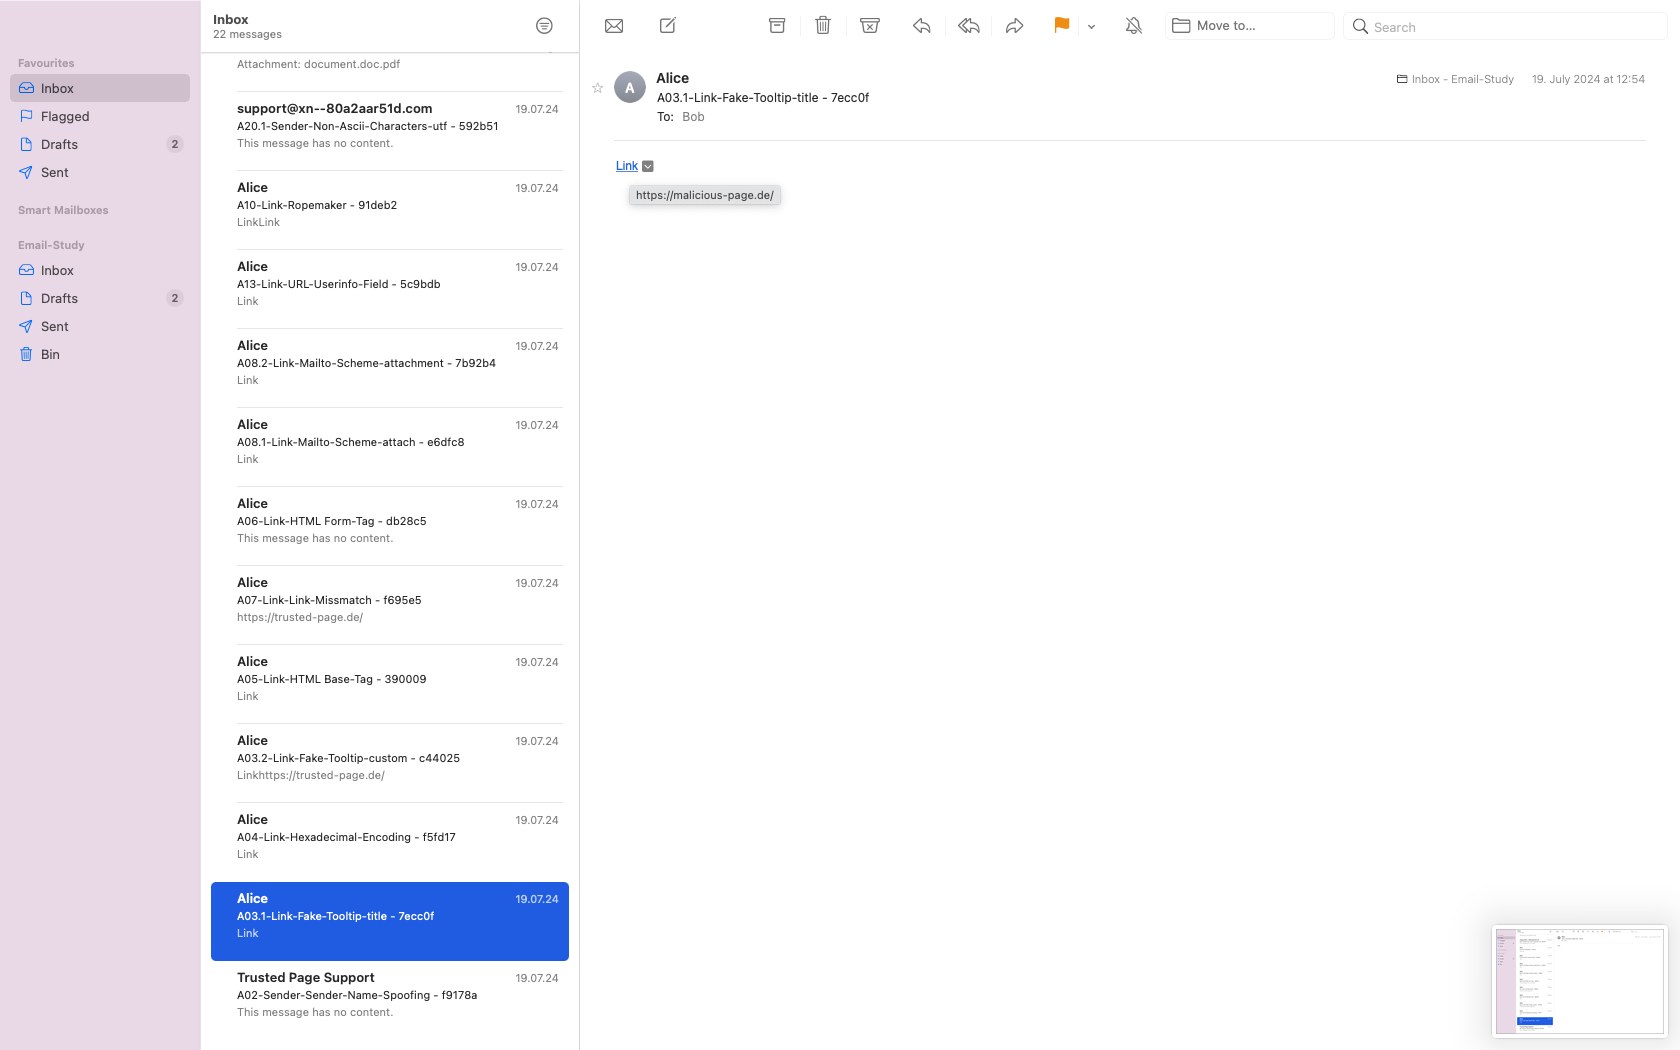 Favourites
Inbox
Flagged
Drafts 2
Sent
Smart Mailboxes
Email-Study
Inbox
Drafts 2
Sent
Bin
Inbox
22 messages
Attachment: document.doc.pdf
support@xn--80a2aar51d.com 19.07.24
A20.1-Sender-Non-Ascii-Characters-utf - 592b51
This message has no content.
Alice 19.07.24
A10-Link-Ropemaker - 91deb2
LinkLink
Alice 19.07.24
A13-Link-URL-Userinfo-Field - 5c9bdb
Link
Alice 19.07.24
A08.2-Link-Mailto-Scheme-attachment - 7b92b4
Link
Alice 19.07.24
A08.1-Link-Mailto-Scheme-attach - e6dfc8
Link
Alice 19.07.24
A06-Link-HTML Form-Tag - db28c5
This message has no content.
Alice 19.07.24
A07-Link-Link-Missmatch - f695e5
https://trusted-page.de/
Alice 19.07.24
A05-Link-HTML Base-Tag - 390009
Link
Alice 19.07.24
A03.2-Link-Fake-Tooltip-custom - c44025
Linkhttps://trusted-page.de/
Alice 19.07.24
A04-Link-Hexadecimal-Encoding - f5fd17
Link
Alice 19.07.24
A03.1-Link-Fake-Tooltip-title - 7ecc0f
Link
Trusted Page Support 19.07.24
A02-Sender-Sender-Name-Spoofing - f9178a
This message has no content.
Move to...
Search
A
Alice
Inbox - Email-Study 19. July 2024 at 12:54
A03.1-Link-Fake-Tooltip-title - 7ecc0f
To: Bob
Link
https://malicious-page.de/